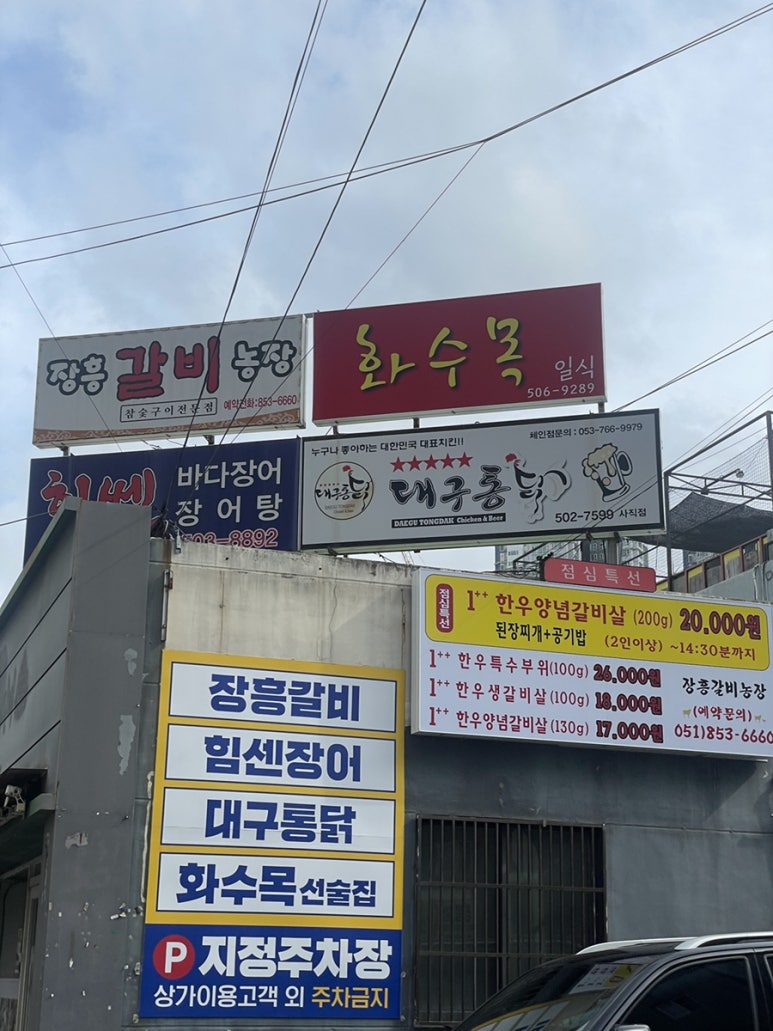 장흥 갈비 농장
참숯구이전문점
예약전화:853-6660
화수목 일식
506-9289
힘쎈
바다장어
장어탕
503-8892
누구나 좋아하는 대한민국 대표치킨!!
체인점문의 : 053-766-9979
대구통닭
DAEGU TONGDAK
대구통닭
DAEGU TONGDAK Chicken & Beer
502-7599 사직점
점심특선
점심특선
1++ 한우양념갈비살 (200g) 20.000원
된장찌개+공기밥 (2인이상) ~14:30분까지
1++ 한우특수부위(100g) 26.000원
1++ 한우생갈비살(100g) 18.000원
1++ 한우양념갈비살(130g) 17.000원
장흥갈비농장
(예약문의)
051)853-6660
장흥갈비
힘센장어
대구통닭
화수목선술집
P 지정주차장
상가이용고객 외 주차금지